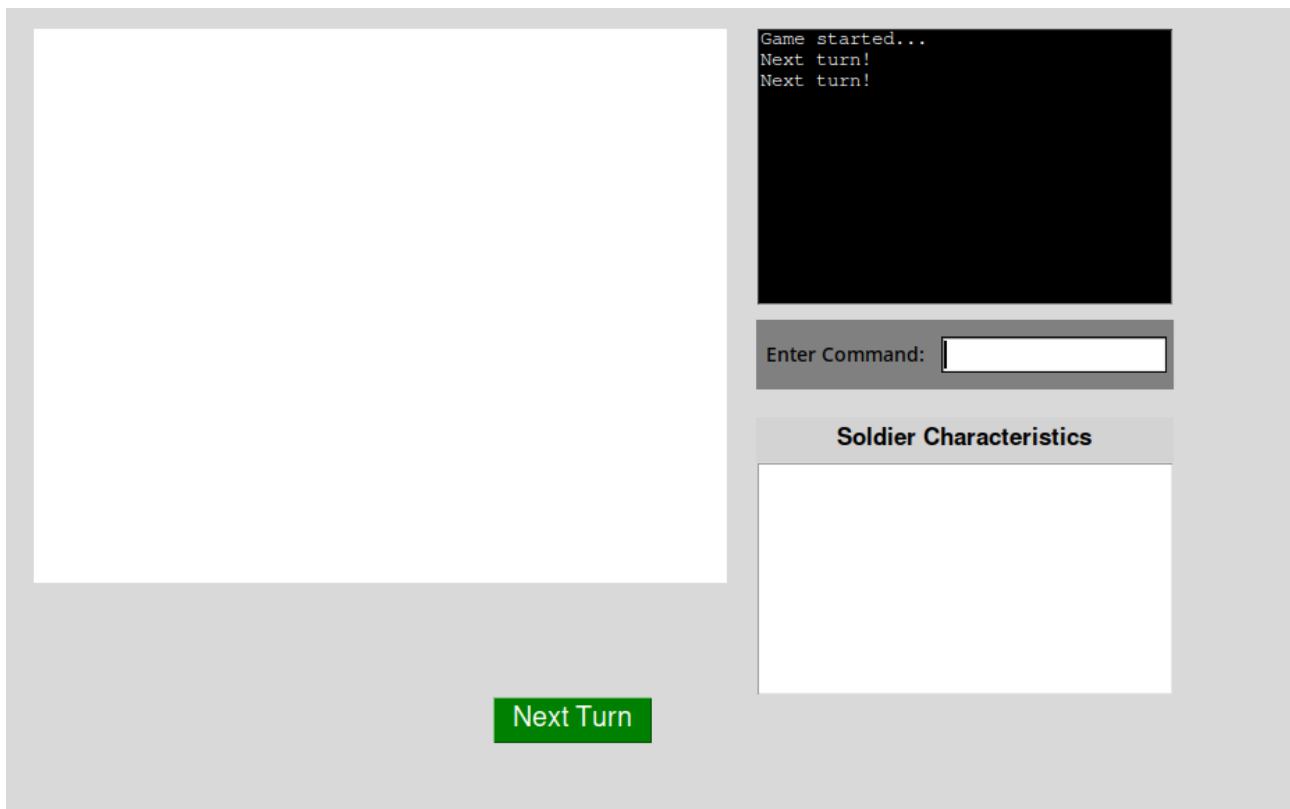 Game started...
Next turn!
Next turn!
Enter Command:
Soldier Characteristics
Next Turn